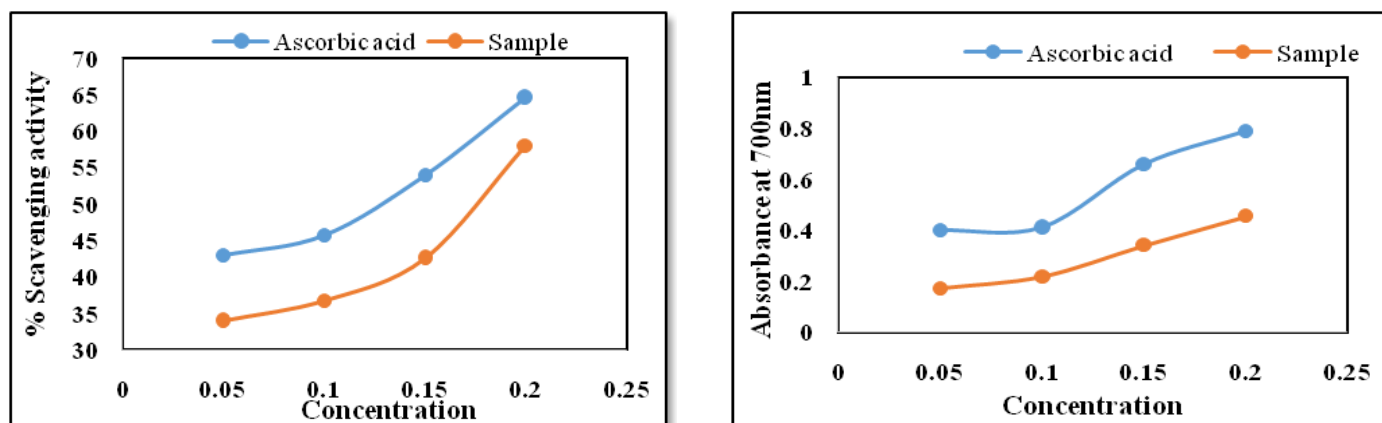 Ascorbic acid Sample
% Scavenging activity
70
65
60
55
50
45
40
35
30
0 0.05 0.1 0.15 0.2 0.25
Concentration
Ascorbic acid Sample
Absorbance at 700nm
1
0.8
0.6
0.4
0.2
0
0 0.05 0.1 0.15 0.2 0.25
Concentration